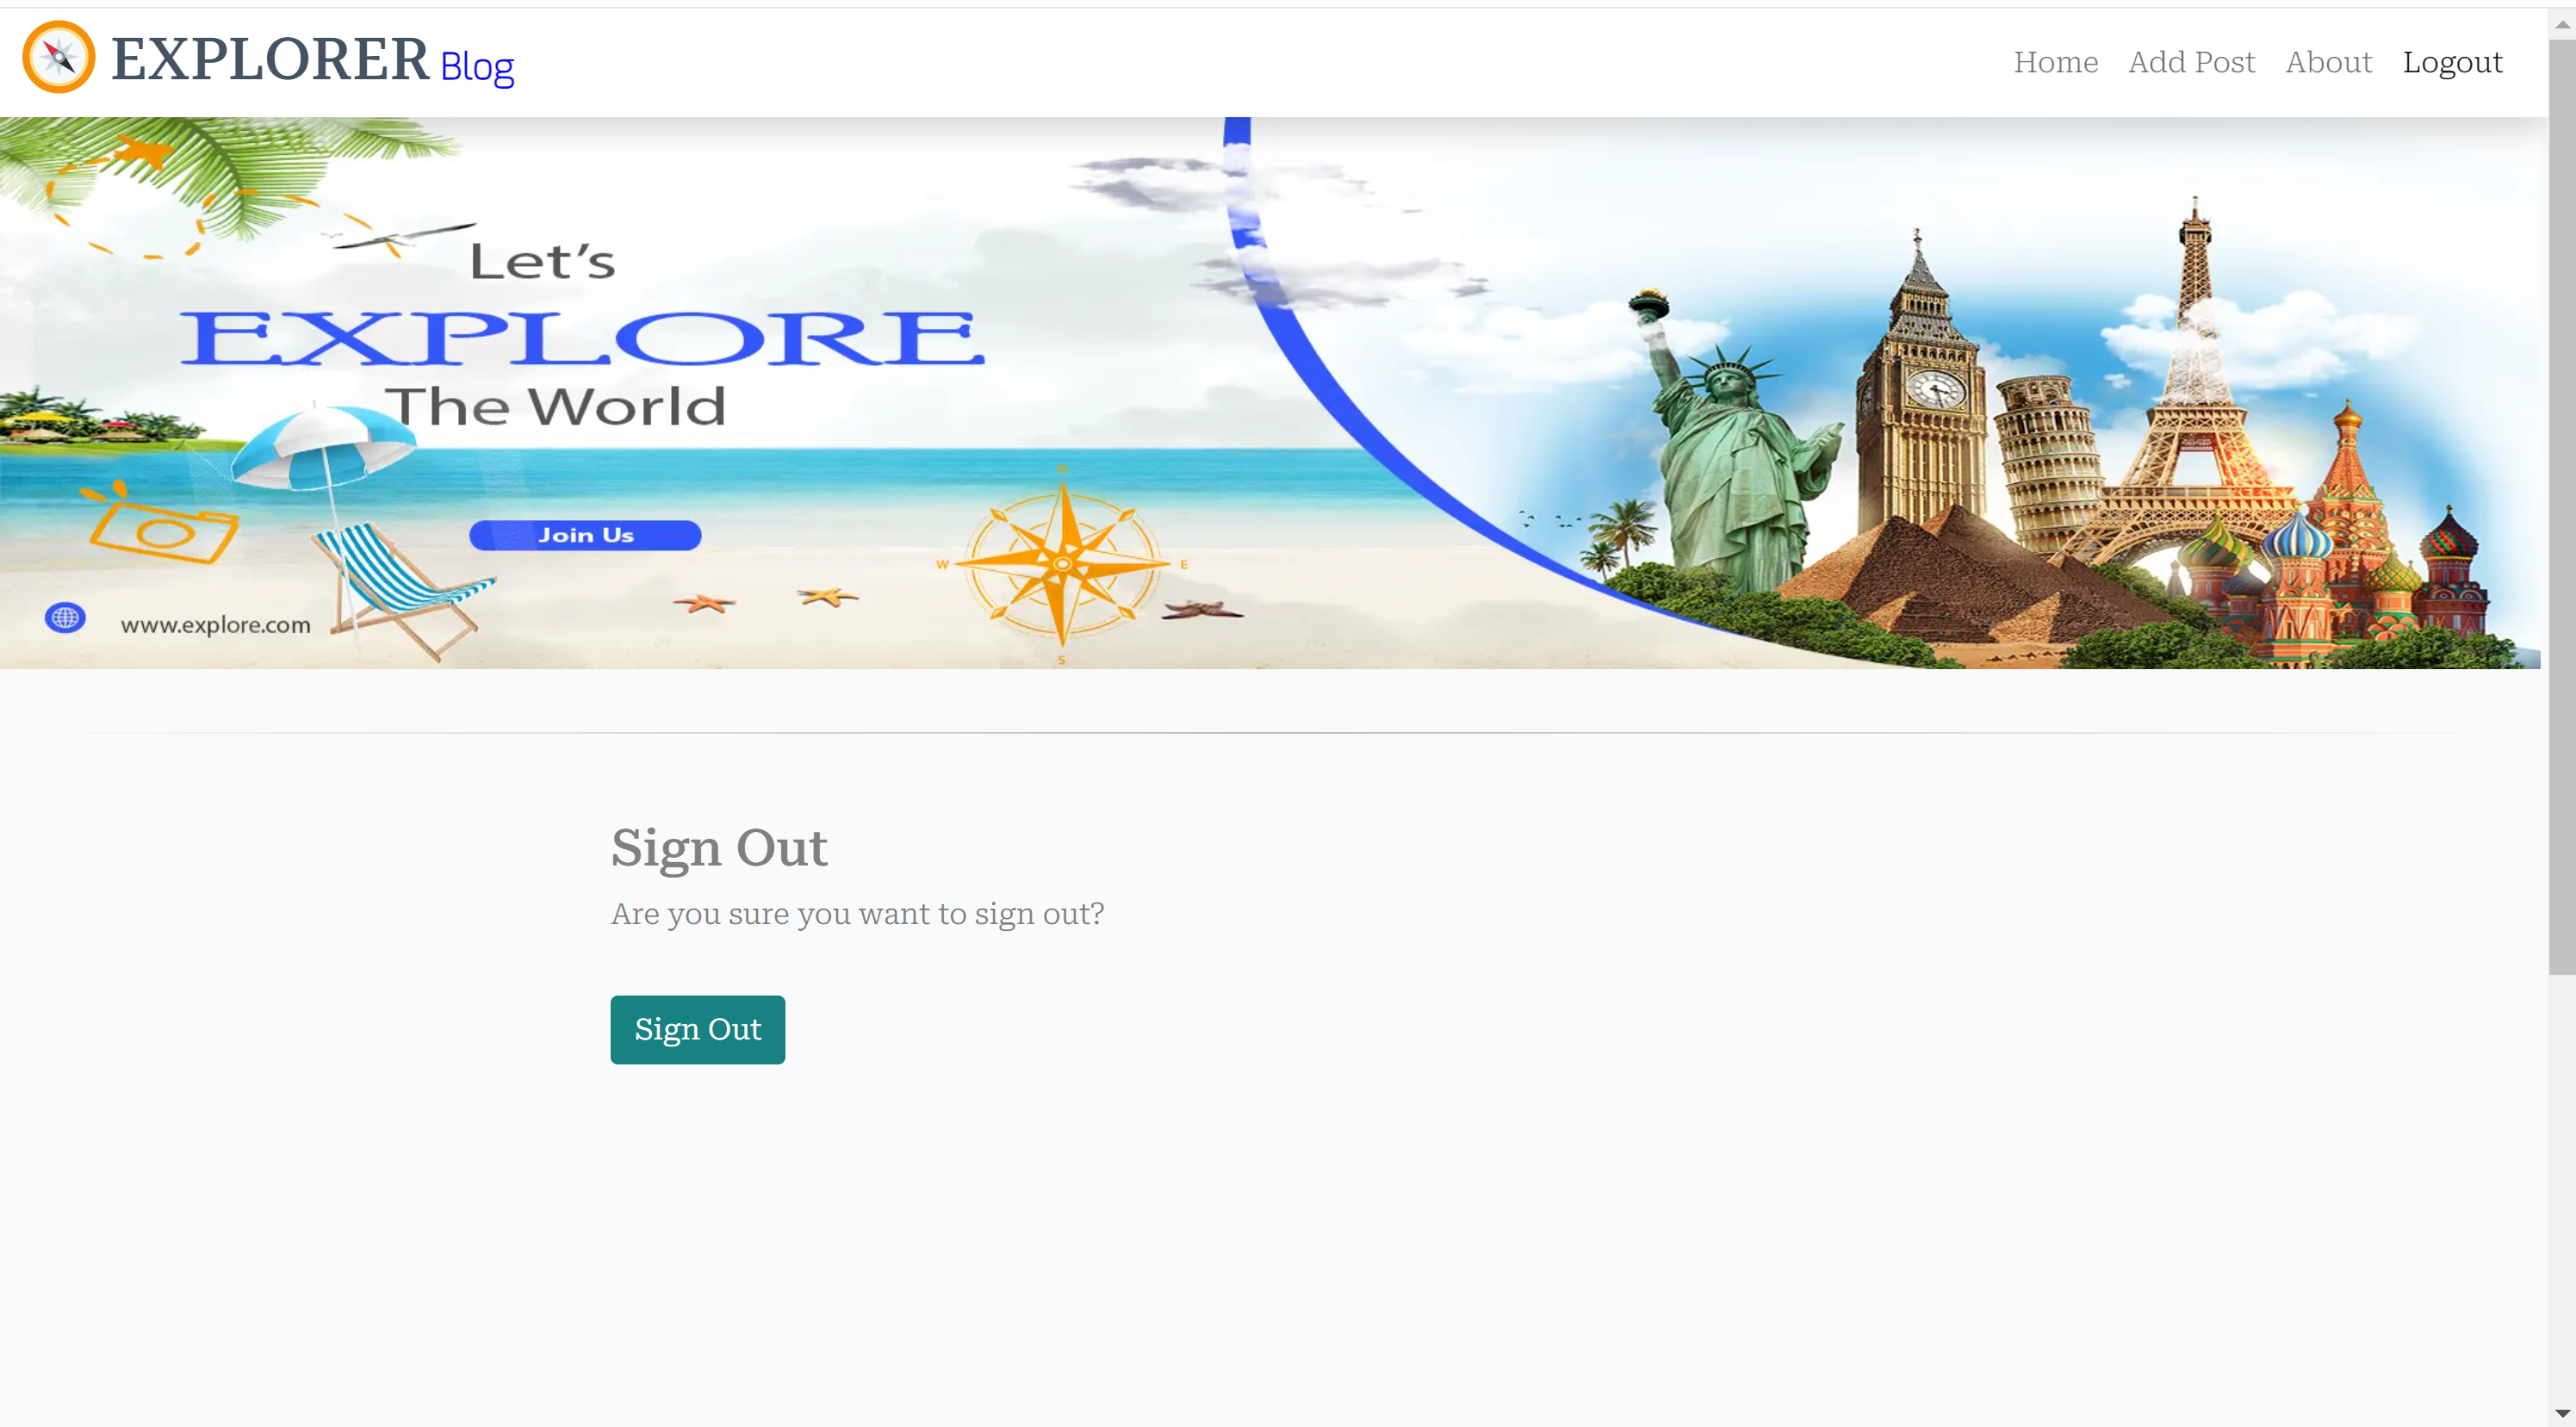 EXPLORER Blog
Home Add Post About Logout
Let's
EXPLORE
The World
Join Us
N
W E
S
www.explore.com
Sign Out
Are you sure you want to sign out?
Sign Out